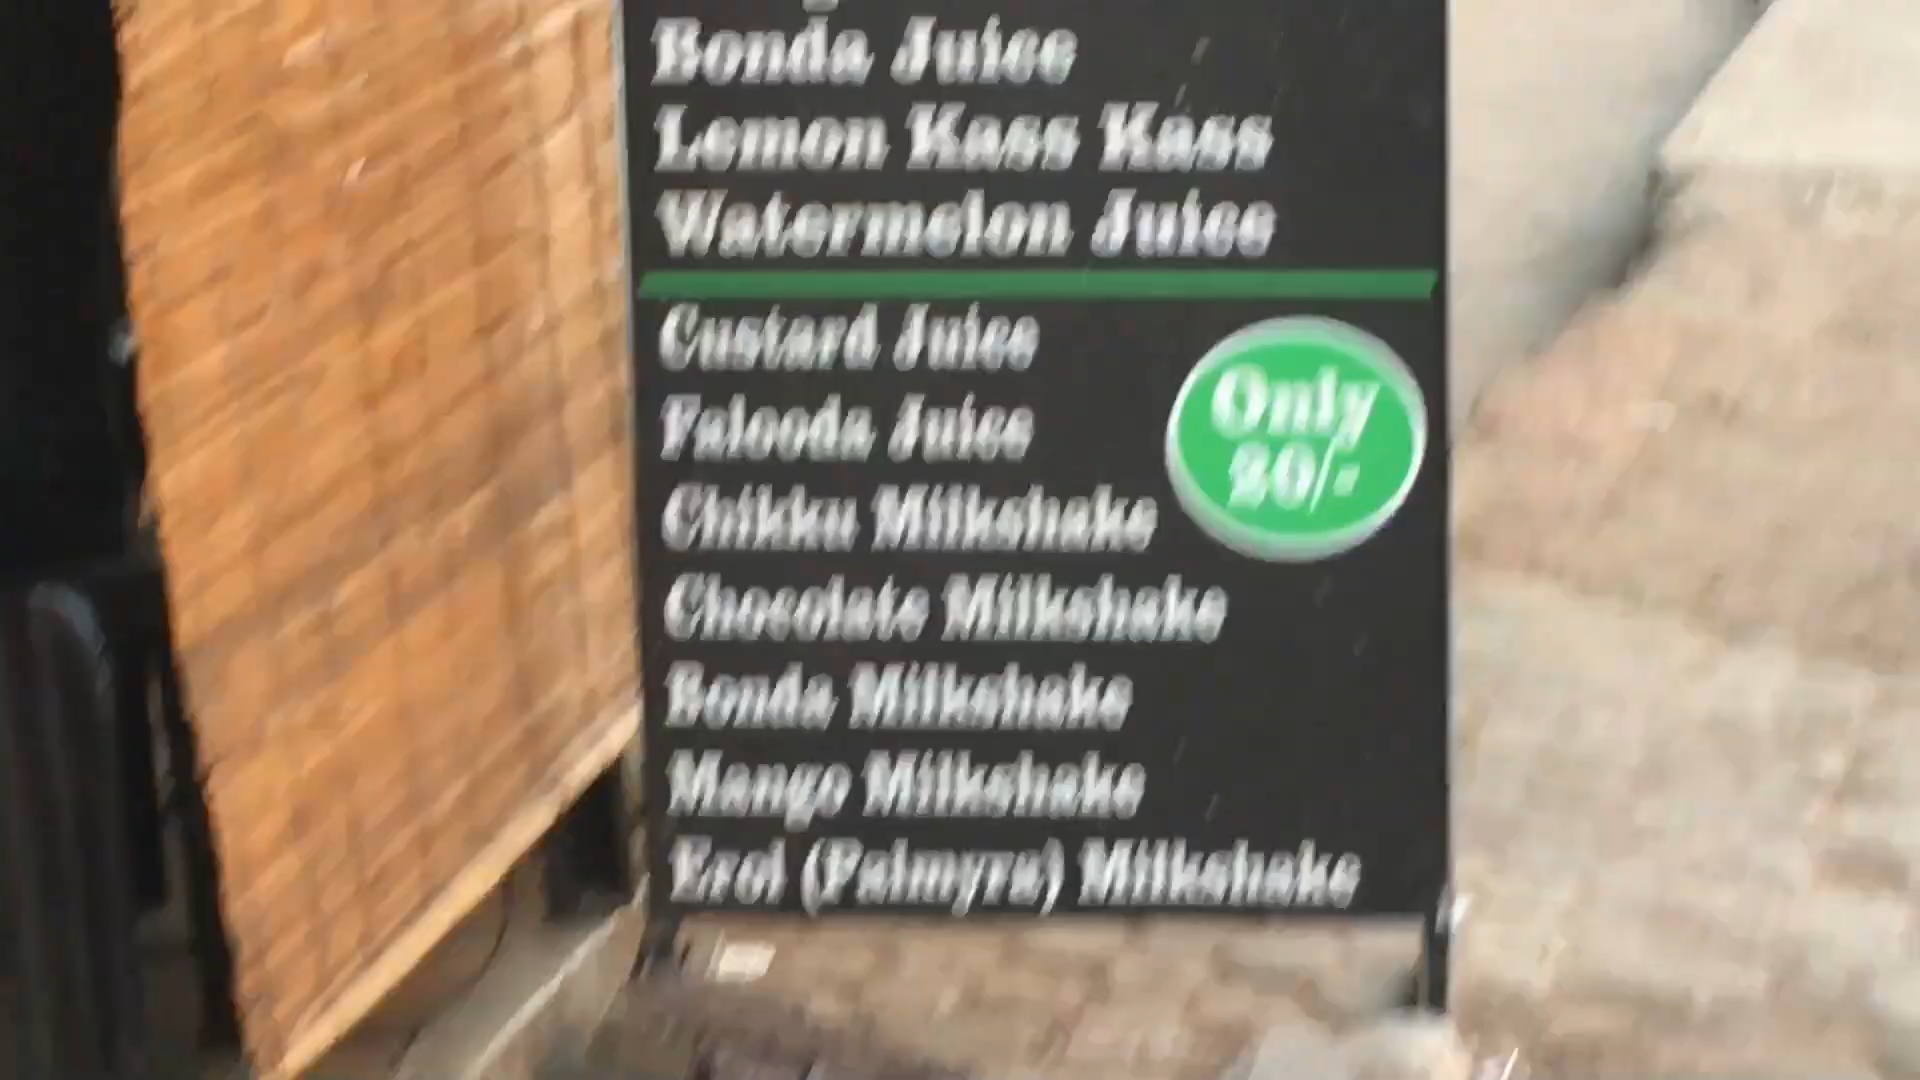 Bonda Juice
Lemon Kass Kass
Watermelon Juice
Custard Juice
Falooda Juice
Only
20/-
Chikku Milkshake
Chocolate Milkshake
Bonda Milkshake
Mango Milkshake
(Palmyra) Milkshake